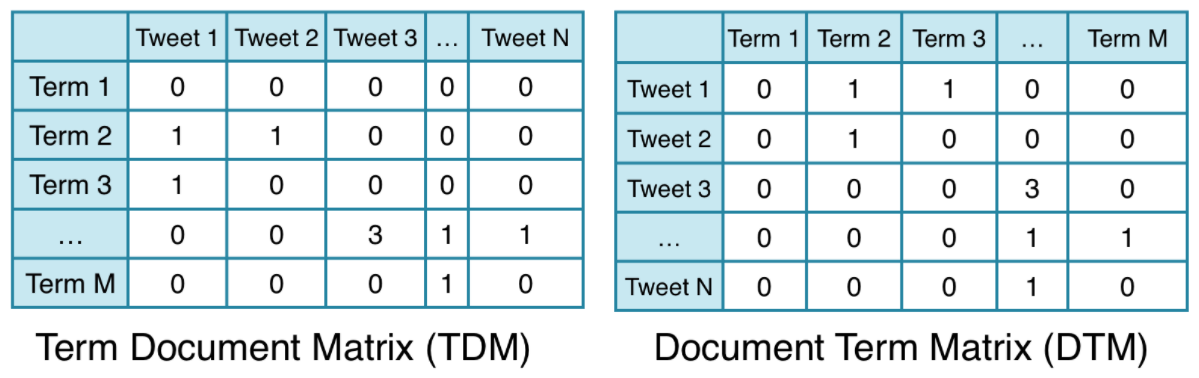 Tweet 1 Tweet 2 Tweet 3 ... Tweet N
Term 1 0 0 0 0 0
Term 2 1 1 0 0 0
Term 3 1 0 0 0 0
... 0 0 3 1 1
Term M 0 0 0 1 0
Term Document Matrix (TDM)
Term 1 Term 2 Term 3 ... Term M
Tweet 1 0 1 1 0 0
Tweet 2 0 1 0 0 0
Tweet 3 0 0 0 3 0
... 0 0 0 1 1
Tweet N 0 0 0 1 0
Document Term Matrix (DTM)